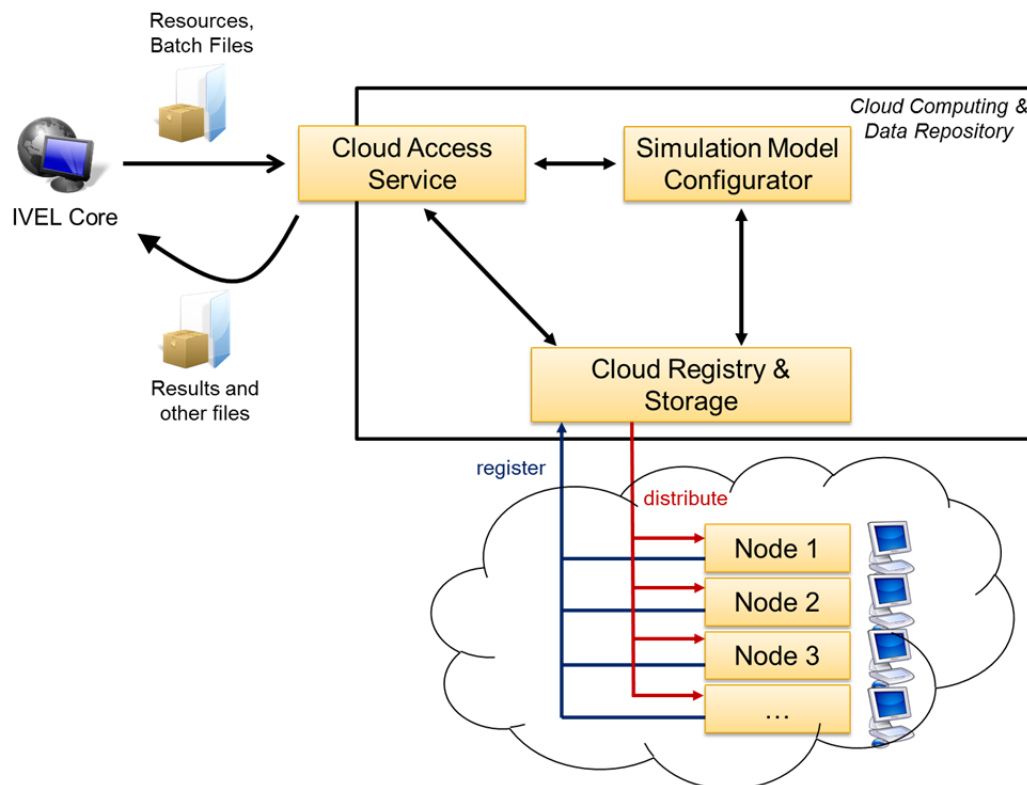 Resources,
Batch Files
Cloud Computing &
Data Repository
Cloud Access
Service
Simulation Model
Configurator
IVEL Core
Results and
other files
Cloud Registry &
Storage
register
distribute
Node 1
Node 2
Node 3
...